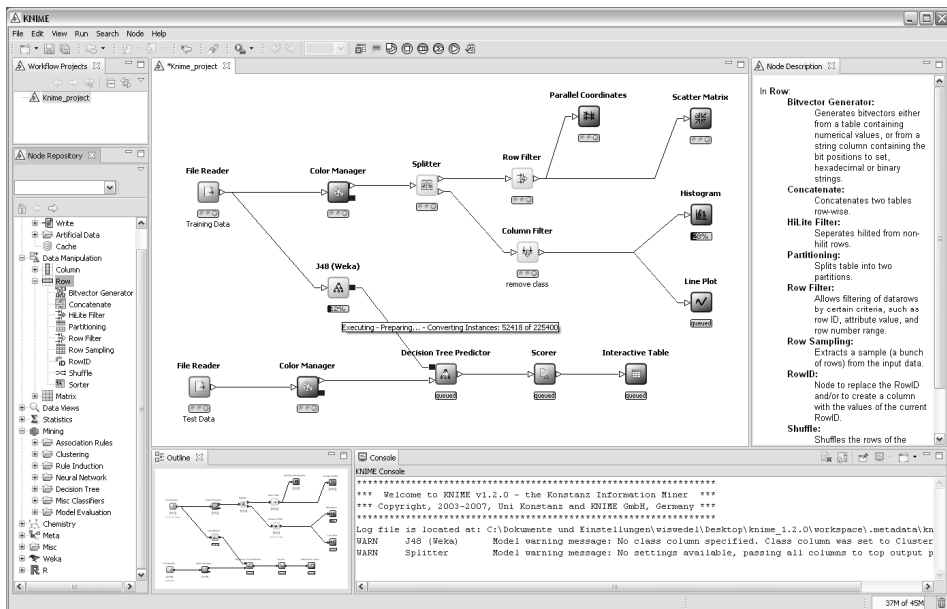 KNIME
File Edit View Run Search Node Help
Workflow Projects
Knime_project
Node Repository
Write
Artificial Data
Cache
Data Manipulation
Column
Row
Bitvector Generator
Concatenate
HiLite Filter
Partitioning
Row Filter
Row Sampling
RowID
Shuffle
Sorter
Matrix
Data Views
Statistics
Mining
Association Rules
Clustering
Rule Induction
Neural Network
Decision Tree
Misc Classifiers
Model Evaluation
Chemistry
Meta
Misc
Weka
R
*Knime_project
Parallel Coordinates
Scatter Matrix
File Reader
Color Manager
Splitter
Row Filter
Training Data
Histogram
Column Filter
remove class
J48 (Weka)
Line Plot
queued
Executing - Preparing... - Converting Instances: 52418 of 225400
File Reader
Color Manager
Decision Tree Predictor
Scorer
Interactive Table
Test Data
queued
queued
queued
Node Description
In Row:
Bitvector Generator:
Generates bitvectors either
from a table containing
numerical values, or from a
string column containing the
bit positions to set,
hexadecimal or binary
strings.
Concatenate:
Concatenates two tables
row-wise.
HiLite Filter:
Seperates hilited from non-
hilit rows.
Partitioning:
Splits table into two
partitions.
Row Filter:
Allows filtering of datarows
by certain criteria, such as
row ID, attribute value, and
row number range.
Row Sampling:
Extracts a sample (a bunch
of rows) from the input data.
RowID:
Node to replace the RowID
and/or to create a column
with the values of the current
RowID.
Shuffle:
Shuffles the rows of the
Outline
Console
KNIME Console
*** Welcome to KNIME v1.2.0 - the Konstanz Information Miner ***
*** Copyright, 2003-2007, Uni Konstanz and KNIME GmbH, Germany ***
Log file is located at: C:\Dokumente und Einstellungen\wiswedel\Desktop\knime_1.2.0\workspace\.metadata\kn
WARN J48 (Weka) Model warning message: No class column specified. Class column was set to Cluster
WARN Splitter Model warning message: No settings available, passing all columns to top output p
37M of 45M